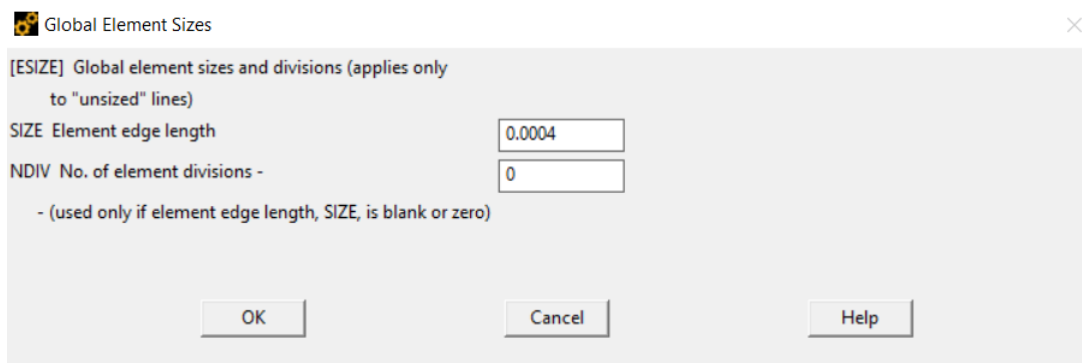 Global Element Sizes
[ESIZE] Global element sizes and divisions (applies only
to "unsized" lines)
SIZE Element edge length 0.0004
NDIV No. of element divisions - 0
- (used only if element edge length, SIZE, is blank or zero)
OK Cancel Help